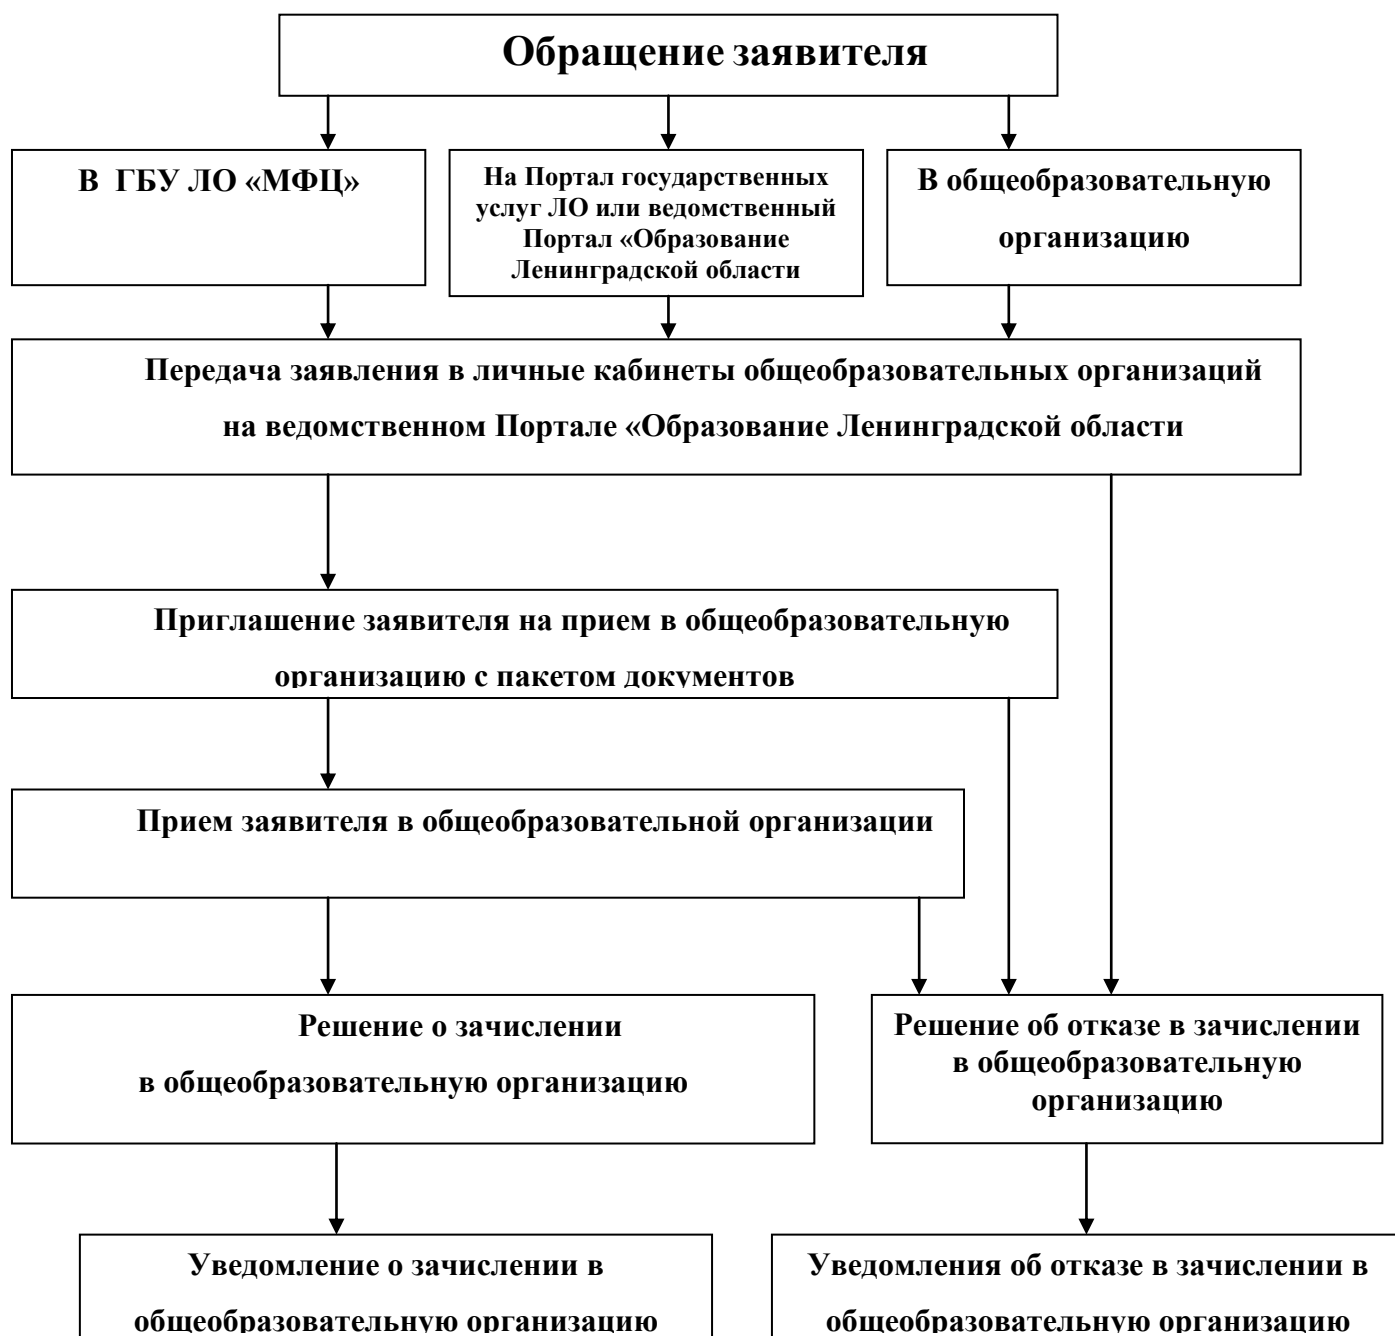 Обращение заявителя
В ГБУ ЛО «МФЦ»
На Портал государственных
услуг ЛО или ведомственный
Портал «Образование
Ленинградской области
В общеобразовательную
организацию
Передача заявления в личные кабинеты общеобразовательных организаций
на ведомственном Портале «Образование Ленинградской области
Приглашение заявителя на прием в общеобразовательную
организацию с пакетом документов
Прием заявителя в общеобразовательной организации
Решение о зачислении
в общеобразовательную организацию
Решение об отказе в зачислении
в общеобразовательную
организацию
Уведомление о зачислении в
общеобразовательную организацию
Уведомления об отказе в зачислении в
общеобразовательную организацию